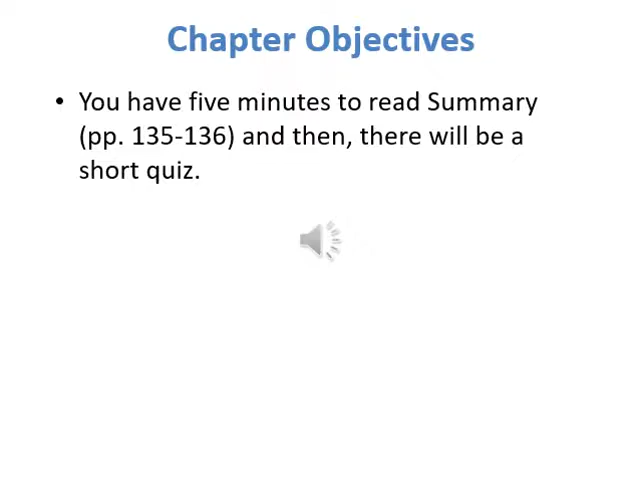 Chapter Objectives
• You have five minutes to read Summary
(pp. 135-136) and then, there will be a
short quiz.